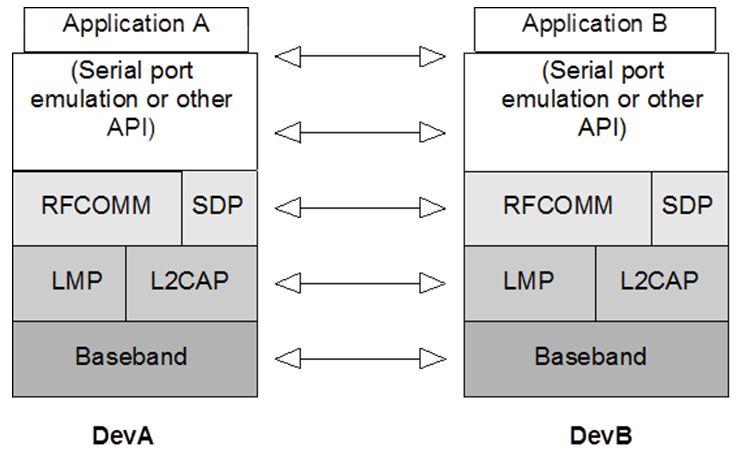 Application A
(Serial port
emulation or other
API)
RFCOMM
SDP
LMP
L2CAP
Baseband
DevA
Application B
(Serial port
emulation or other
API)
RFCOMM
SDP
LMP
L2CAP
Baseband
DevB